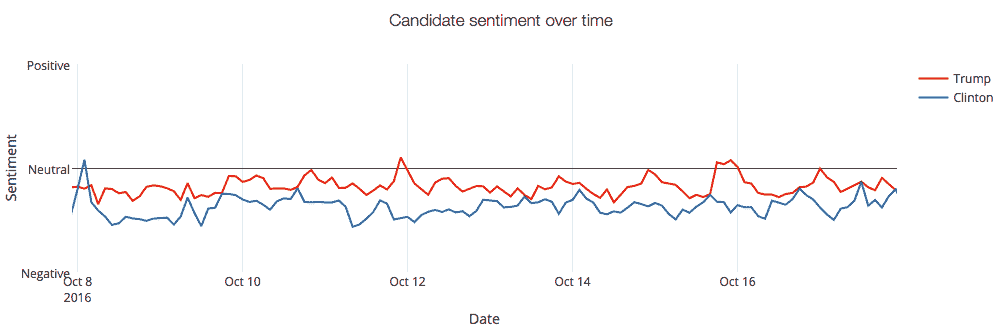 Candidate sentiment over time
Positive
Neutral
Negative
Sentiment
Oct 8
2016
Oct 10
Oct 12
Oct 14
Oct 16
Date
Trump
Clinton